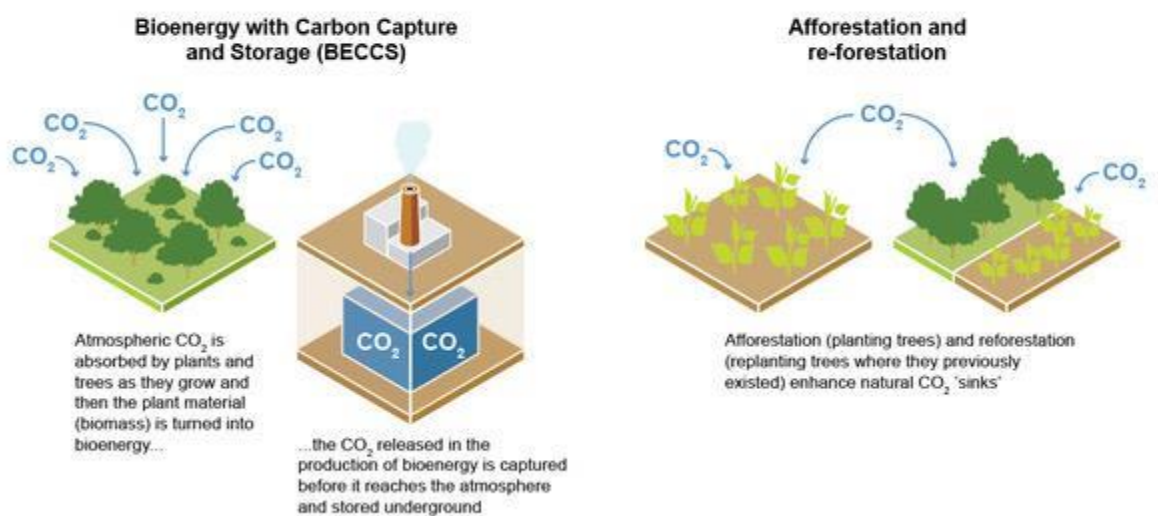 Bioenergy with Carbon Capture
and Storage (BECCS)
CO₂
CO₂
CO₂
CO₂
CO₂
CO₂
CO₂
Atmospheric CO₂ is
absorbed by plants and
trees as they grow and
then the plant material
(biomass) is turned into
bioenergy...
...the CO₂ released in the
production of bioenergy is captured
before it reaches the atmosphere
and stored underground
Afforestation and
re-forestation
CO₂
CO₂
CO₂
Afforestation (planting trees) and reforestation
(replanting trees where they previously
existed) enhance natural CO₂ 'sinks'